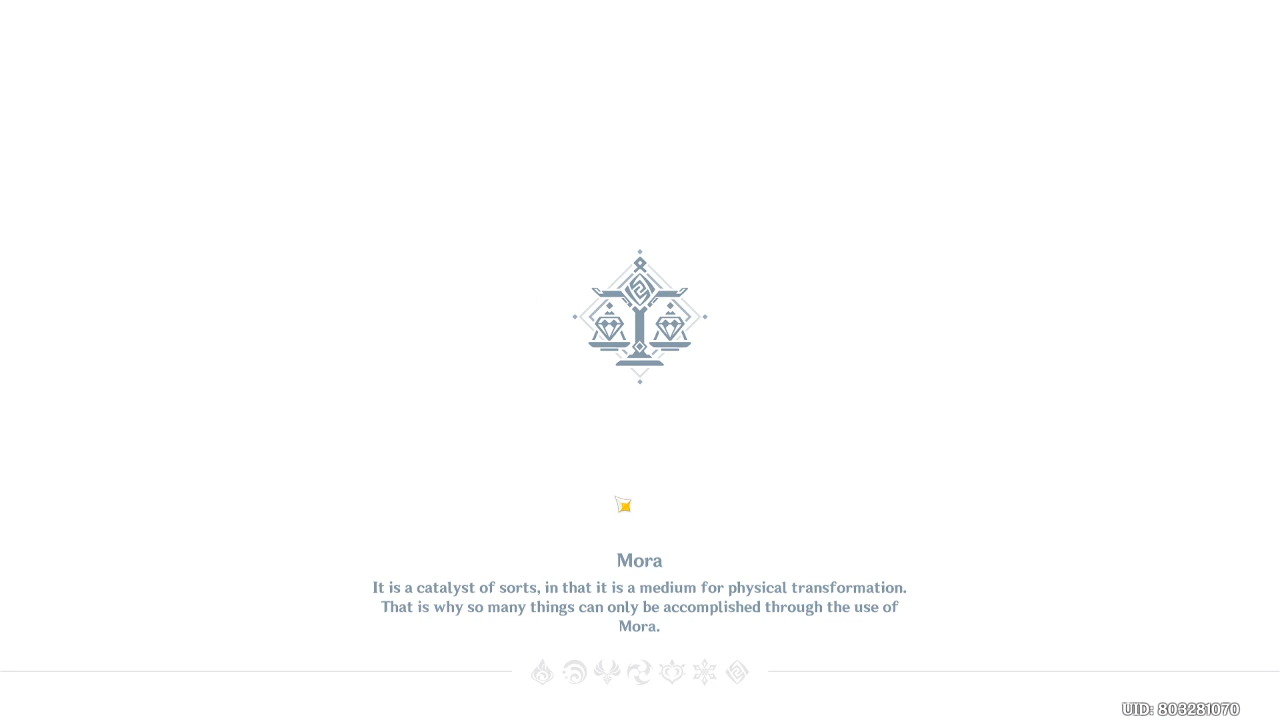 Mora
It is a catalyst of sorts, in that it is a medium for physical transformation.
That is why so many things can only be accomplished through the use of
Mora.
UID: 803281070